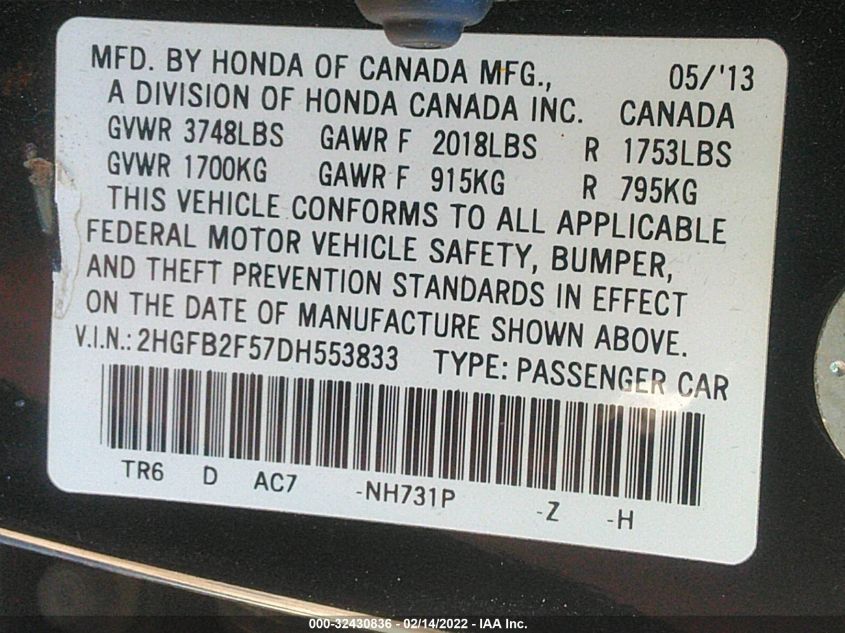 MFD. BY HONDA OF CANADA MFG., 05/'13
A DIVISION OF HONDA CANADA INC. CANADA
GVWR 3748LBS GAWR F 2018LBS R 1753LBS
GVWR 1700KG GAWR F 915KG R 795KG
THIS VEHICLE CONFORMS TO ALL APPLICABLE
FEDERAL MOTOR VEHICLE SAFETY, BUMPER,
AND THEFT PREVENTION STANDARDS IN EFFECT
ON THE DATE OF MANUFACTURE SHOWN ABOVE.
V.I.N.: 2HGFB2F57DH553833 TYPE: PASSENGER CAR
TR6 D AC7 -NH731P -Z -H
000-32430836 - 02/14/2022 - IAA Inc.